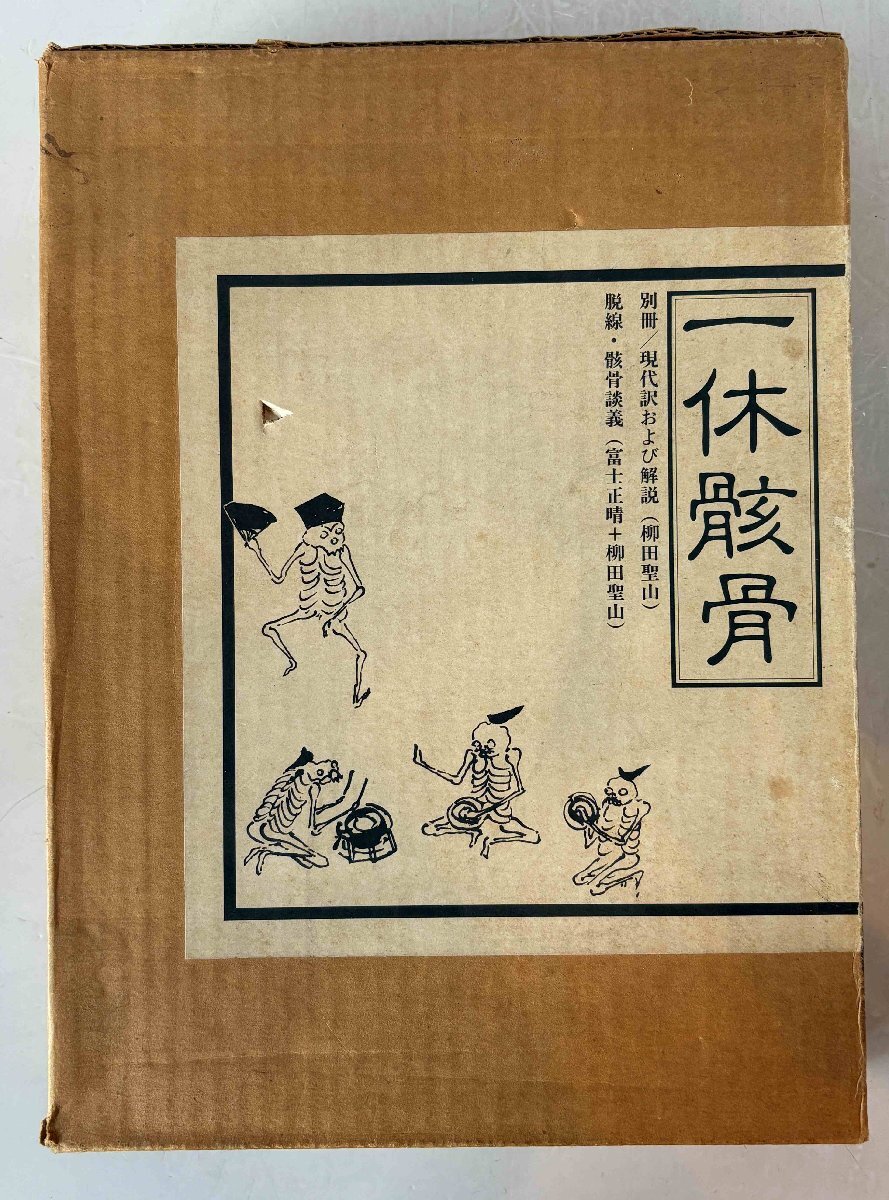 一休骸骨
別冊/現代訳および解説(柳田聖山)
脱線・骸骨談義(富士正晴+柳田聖山)